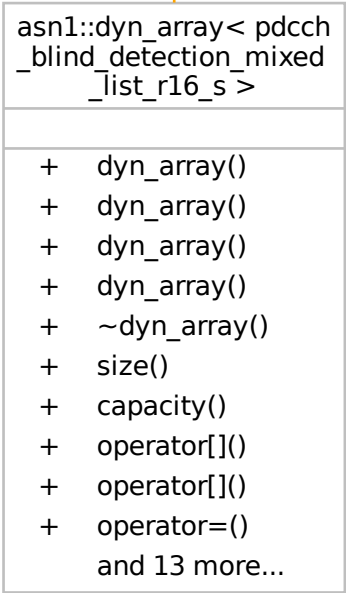 asn1::dyn_array< pdcch
_blind_detection_mixed
_list_r16_s >
+ dyn_array()
+ dyn_array()
+ dyn_array()
+ dyn_array()
+ ~dyn_array()
+ size()
+ capacity()
+ operator[]()
+ operator[]()
+ operator=()
and 13 more...